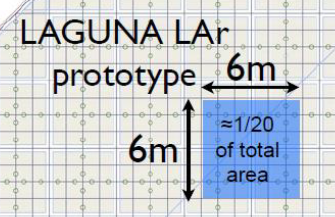 LAGUNA LAr
prototype
6m
6m
≈1/20
of total
area